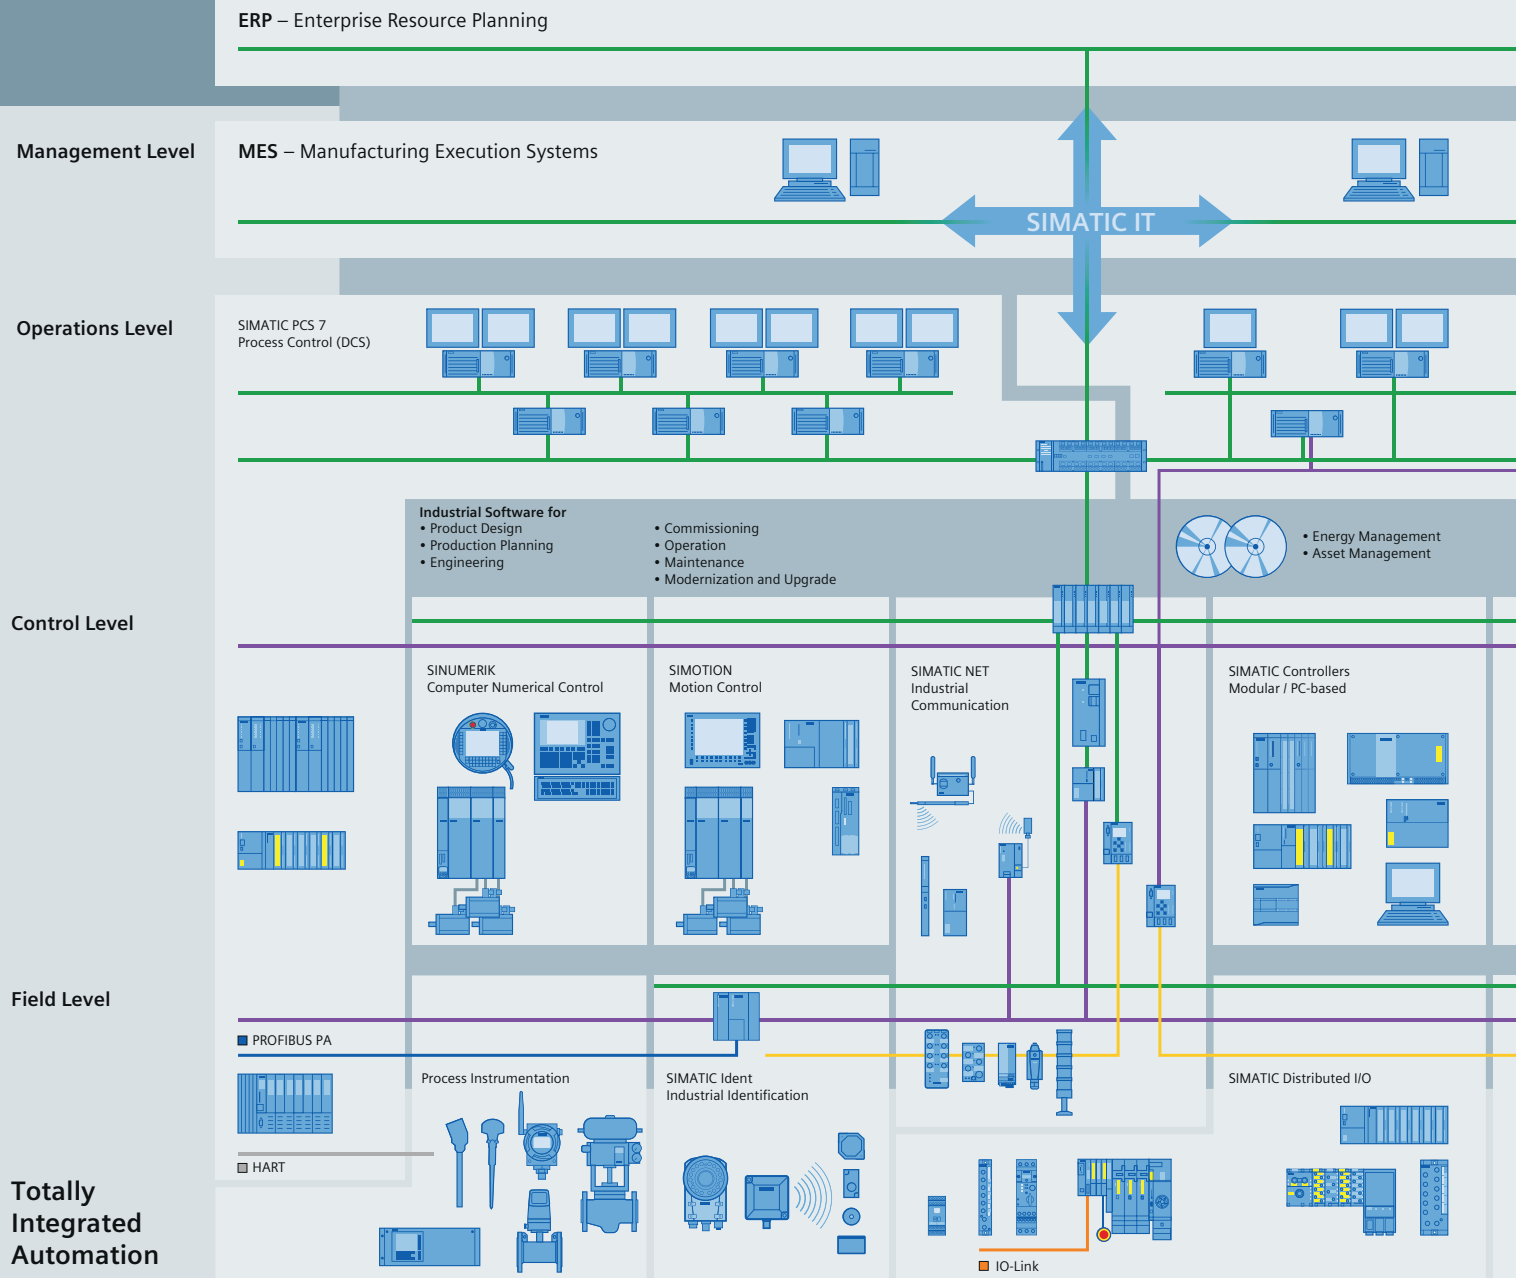 ERP – Enterprise Resource Planning
Management Level
MES – Manufacturing Execution Systems
SIMATIC IT
Operations Level
SIMATIC PCS 7
Process Control (DCS)
Industrial Software for
• Product Design
• Production Planning
• Engineering
• Commissioning
• Operation
• Maintenance
• Modernization and Upgrade
• Energy Management
• Asset Management
Control Level
SINUMERIK
Computer Numerical Control
SIMOTION
Motion Control
SIMATIC NET
Industrial
Communication
SIMATIC Controllers
Modular / PC-based
Field Level
PROFIBUS PA
Process Instrumentation
SIMATIC Ident
Industrial Identification
SIMATIC Distributed I/O
HART
IO-Link
Totally
Integrated
Automation